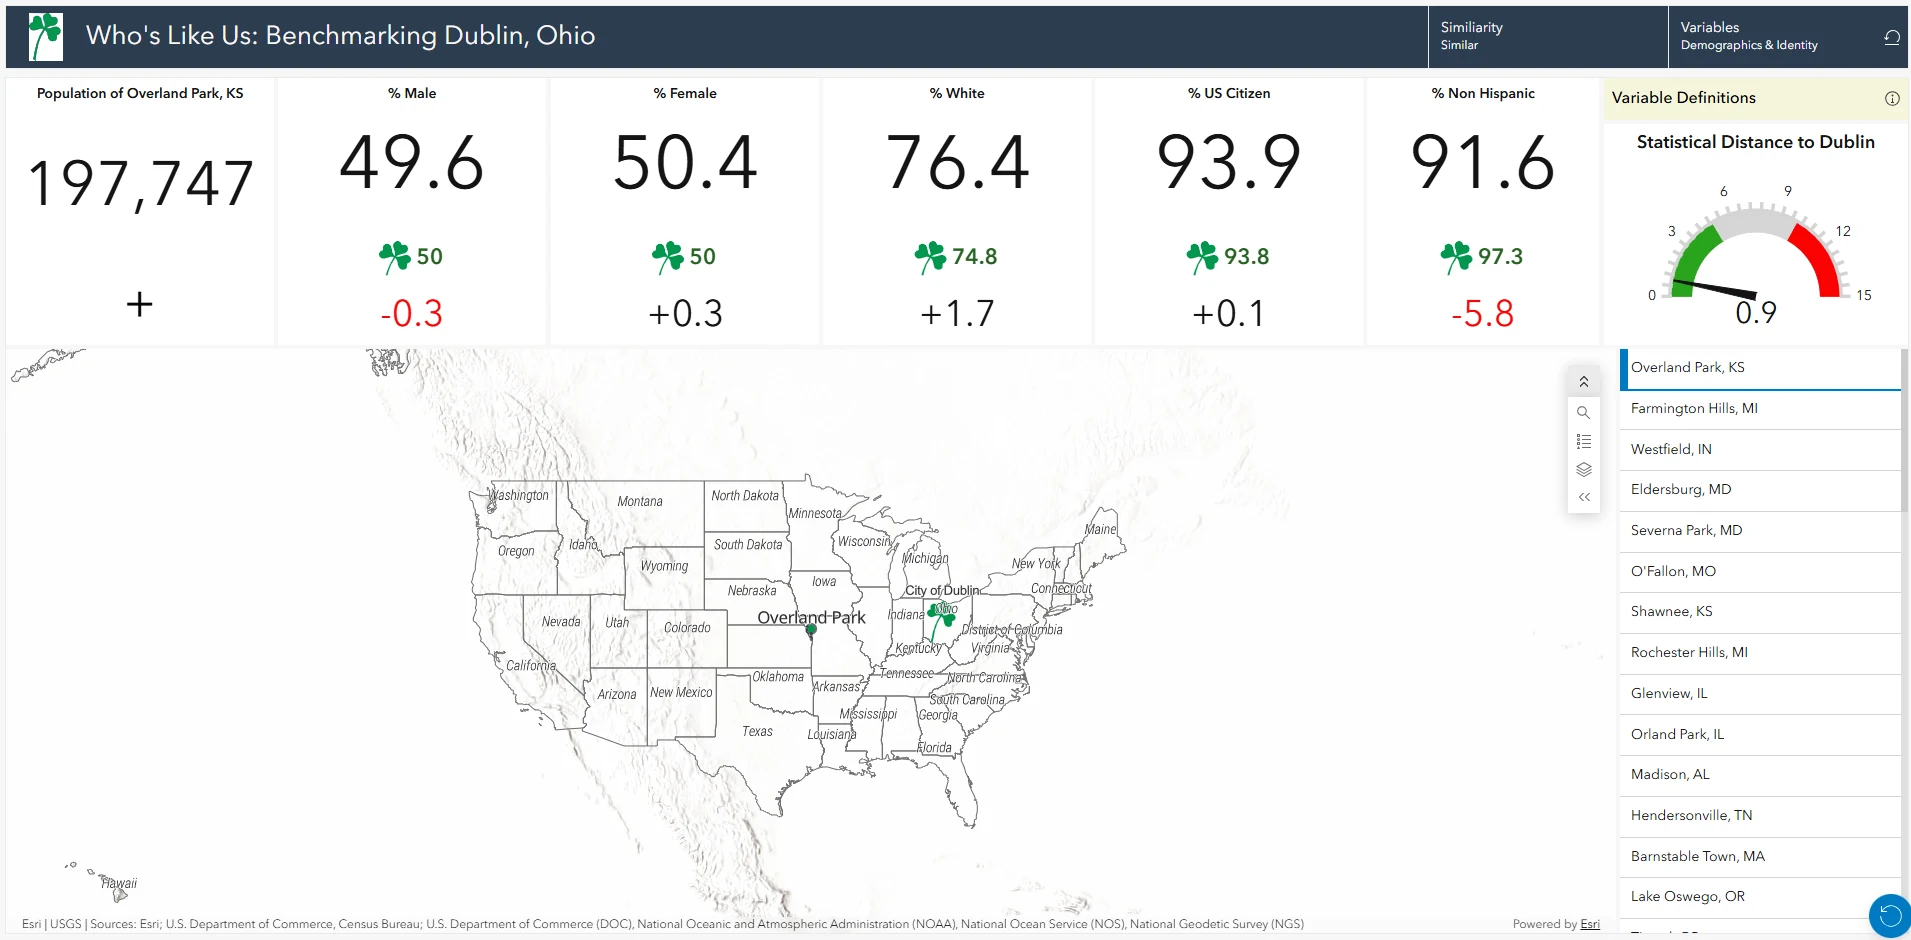 Who's Like Us: Benchmarking Dublin, Ohio
Similiarity
Similar
Variables
Demographics & Identity
Population of Overland Park, KS
197,747
+
% Male
49.6
50
-0.3
% Female
50.4
50
+0.3
% White
76.4
74.8
+1.7
% US Citizen
93.9
93.8
+0.1
% Non Hispanic
91.6
97.3
-5.8
Variable Definitions
Statistical Distance to Dublin
0
3
6
9
12
15
0.9
Washington
Montana
North Dakota
Minnesota
Maine
Oregon
Idaho
South Dakota
Wisconsin
Michigan
Wyoming
New York
Nebraska
Iowa
City of Dublin
Connecticut
Nevada
Utah
Colorado
Overland Park
Indiana
Ohio
District of Columbia
California
Kentucky
Virginia
Arizona
New Mexico
Oklahoma
Arkansas
Tennessee
North Carolina
South Carolina
Texas
Mississippi
Georgia
Louisiana
Florida
Hawaii
Esri | USGS | Sources: Esri; U.S. Department of Commerce, Census Bureau; U.S. Department of Commerce (DOC), National Oceanic and Atmospheric Administration (NOAA), National Ocean Service (NOS), National Geodetic Survey (NGS)
Powered by Esri
Overland Park, KS
Farmington Hills, MI
Westfield, IN
Eldersburg, MD
Severna Park, MD
O'Fallon, MO
Shawnee, KS
Rochester Hills, MI
Glenview, IL
Orland Park, IL
Madison, AL
Hendersonville, TN
Barnstable Town, MA
Lake Oswego, OR